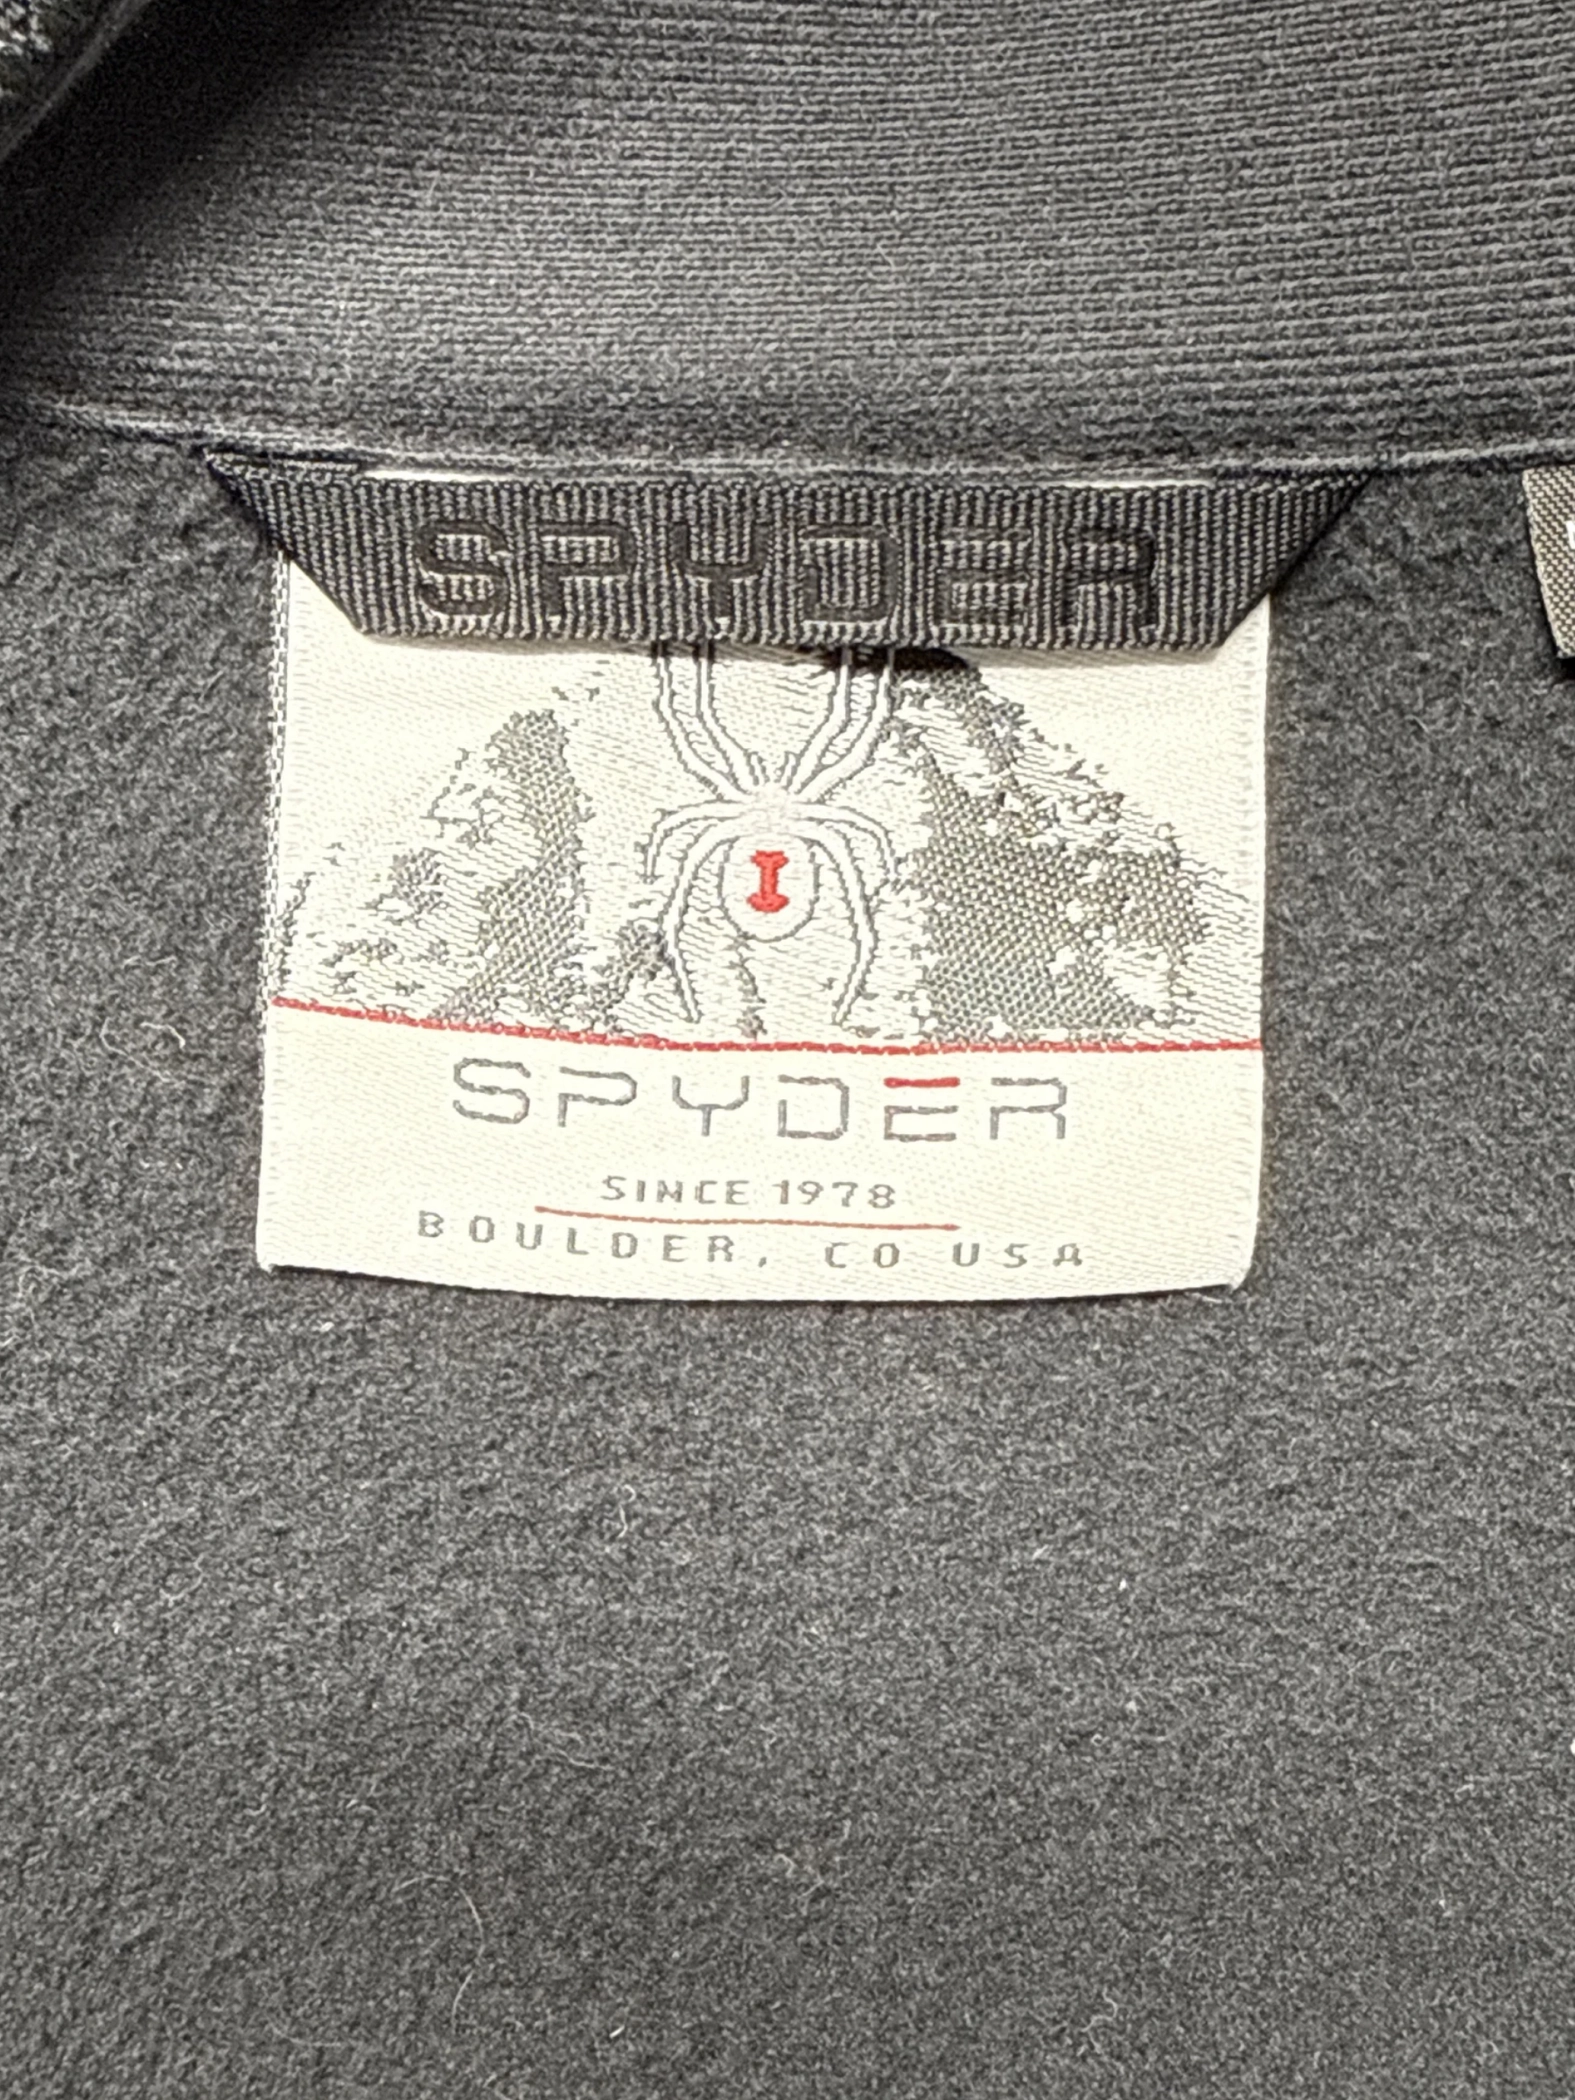 SPYDER
SPYDER
SINCE 1978
BOULDER, CO USA